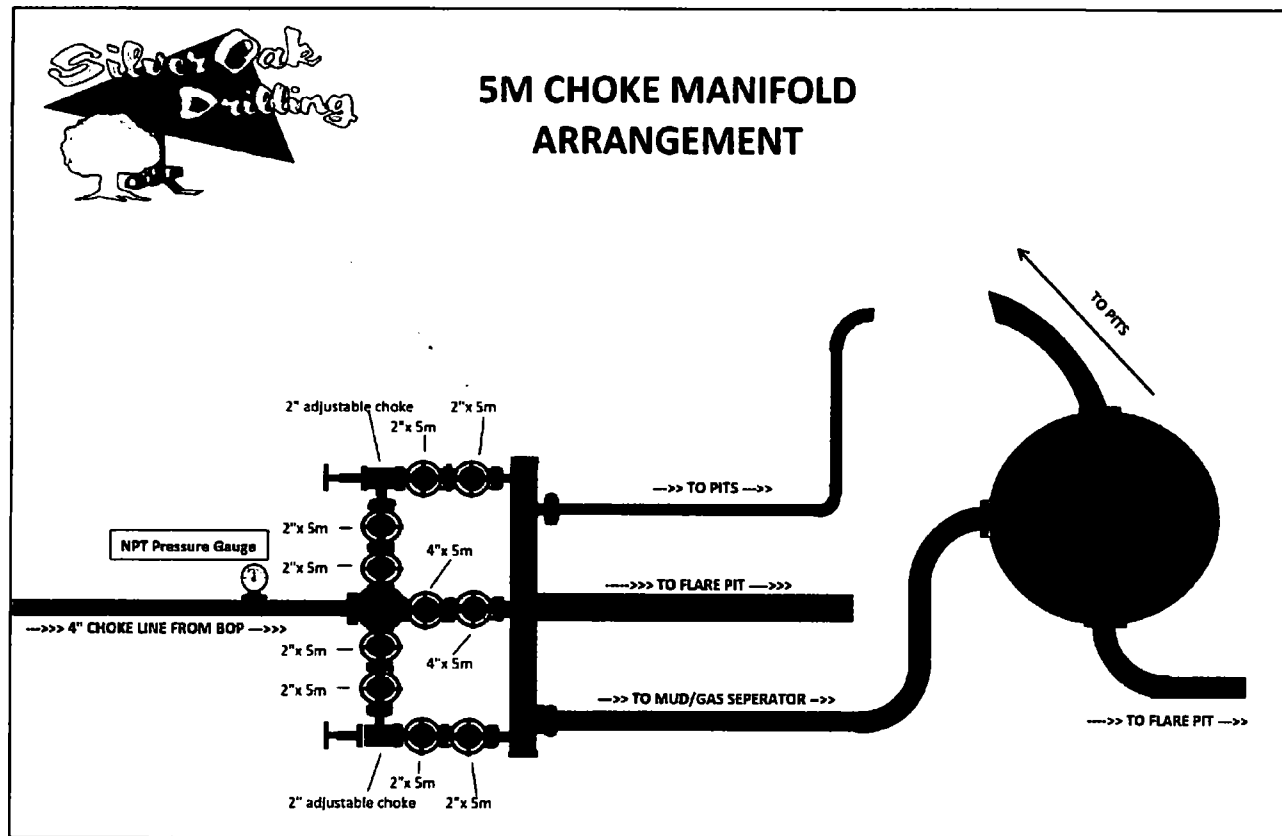 Silver Oak
Drilling
5M CHOKE MANIFOLD
ARRANGEMENT
TO PITS
2" adjustable choke
2"x 5m
2"x 5m
--->> TO PITS --->>
2"x 5m
NPT Pressure Gauge
4"x 5m
2"x 5m
----->>> TO FLARE PIT ---->>>
--->>> 4" CHOKE LINE FROM BOP --->>>
2"x 5m
4"x 5m
2"x 5m
--->> TO MUD/GAS SEPERATOR -->>
---->> TO FLARE PIT --->>
2"x 5m
2" adjustable choke
2"x 5m